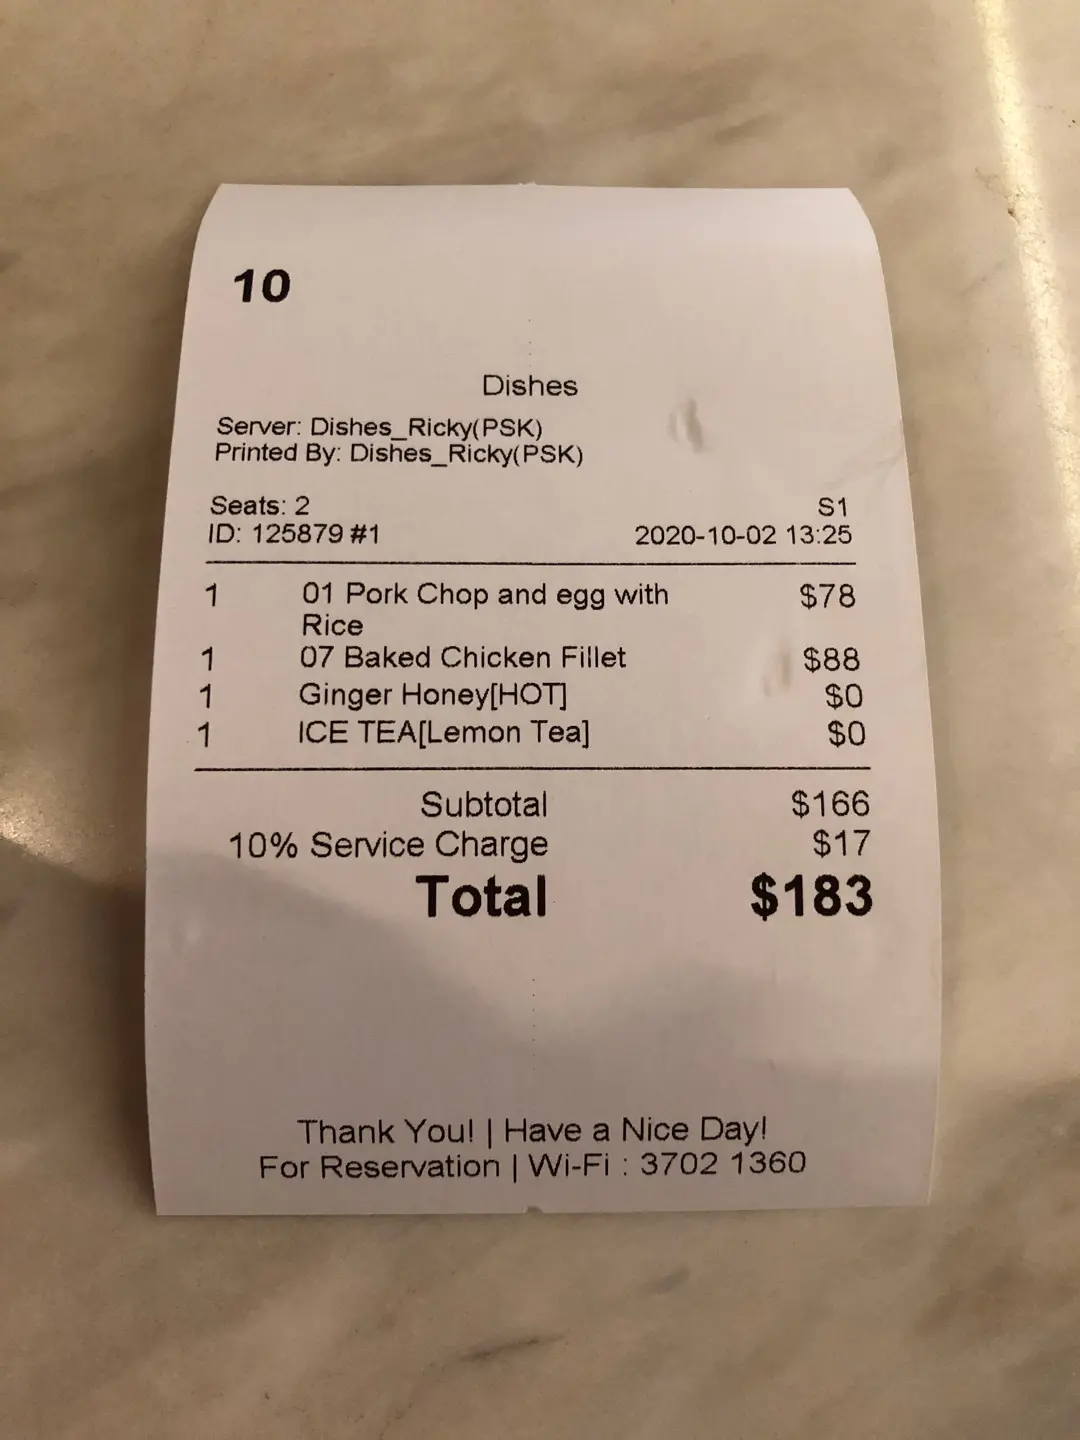 10
Dishes
Server: Dishes_Ricky(PSK)
Printed By: Dishes_Ricky(PSK)
Seats: 2 S1
ID: 125879 #1 2020-10-02 13:25
1 01 Pork Chop and egg with $78
Rice
1 07 Baked Chicken Fillet $88
1 Ginger Honey[HOT] $0
1 ICE TEA[Lemon Tea] $0
Subtotal $166
10% Service Charge $17
Total $183
Thank You! | Have a Nice Day!
For Reservation | Wi-Fi : 3702 1360